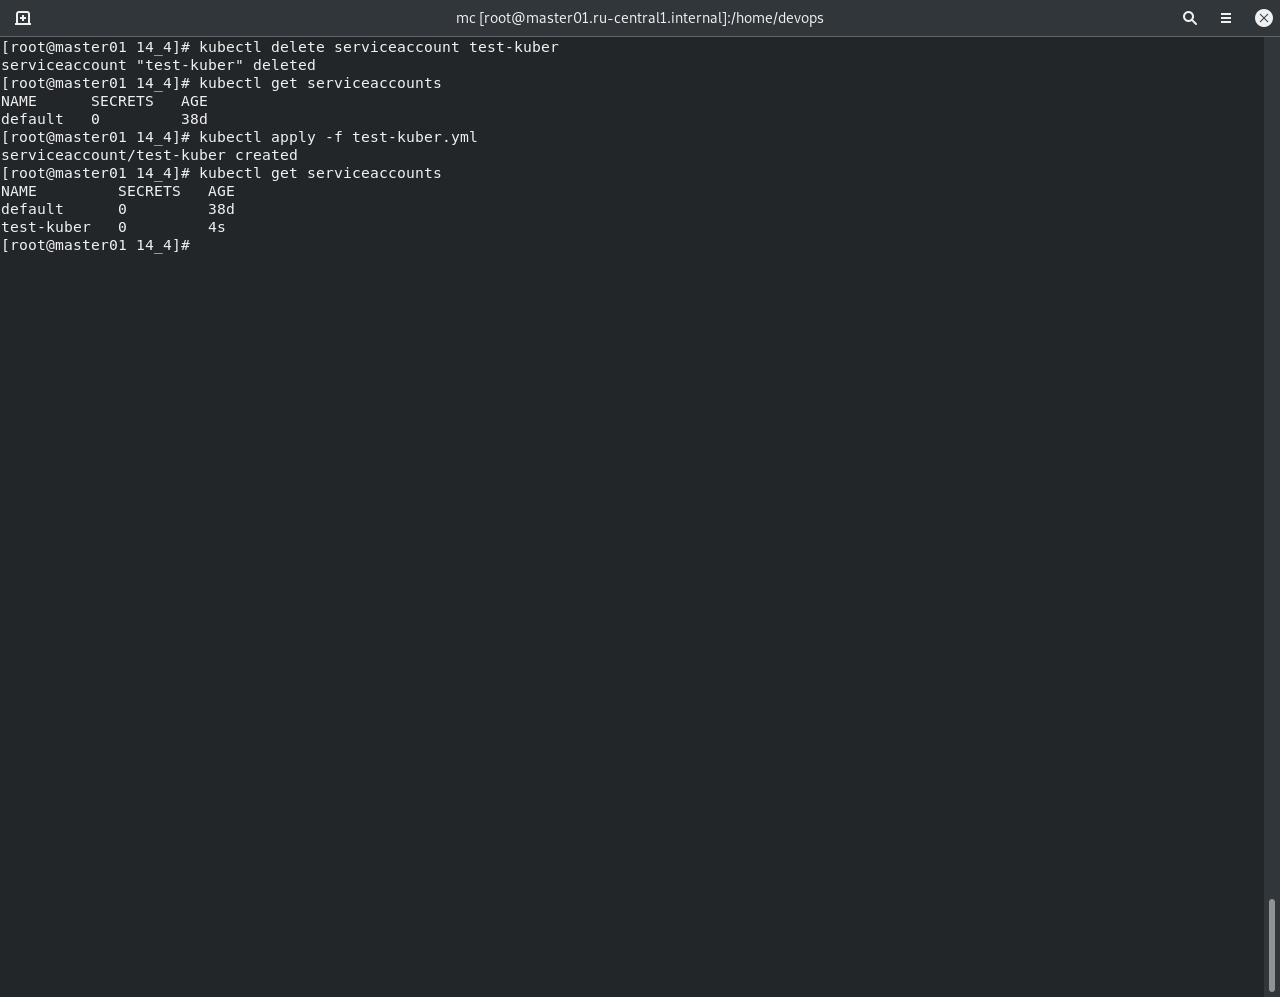 mc [root@master01.ru-central1.internal]:/home/devops
[root@master01 14_4]# kubectl delete serviceaccount test-kuber
serviceaccount "test-kuber" deleted
[root@master01 14_4]# kubectl get serviceaccounts
NAME      SECRETS   AGE
default   0         38d
[root@master01 14_4]# kubectl apply -f test-kuber.yml
serviceaccount/test-kuber created
[root@master01 14_4]# kubectl get serviceaccounts
NAME         SECRETS   AGE
default      0         38d
test-kuber   0         4s
[root@master01 14_4]#